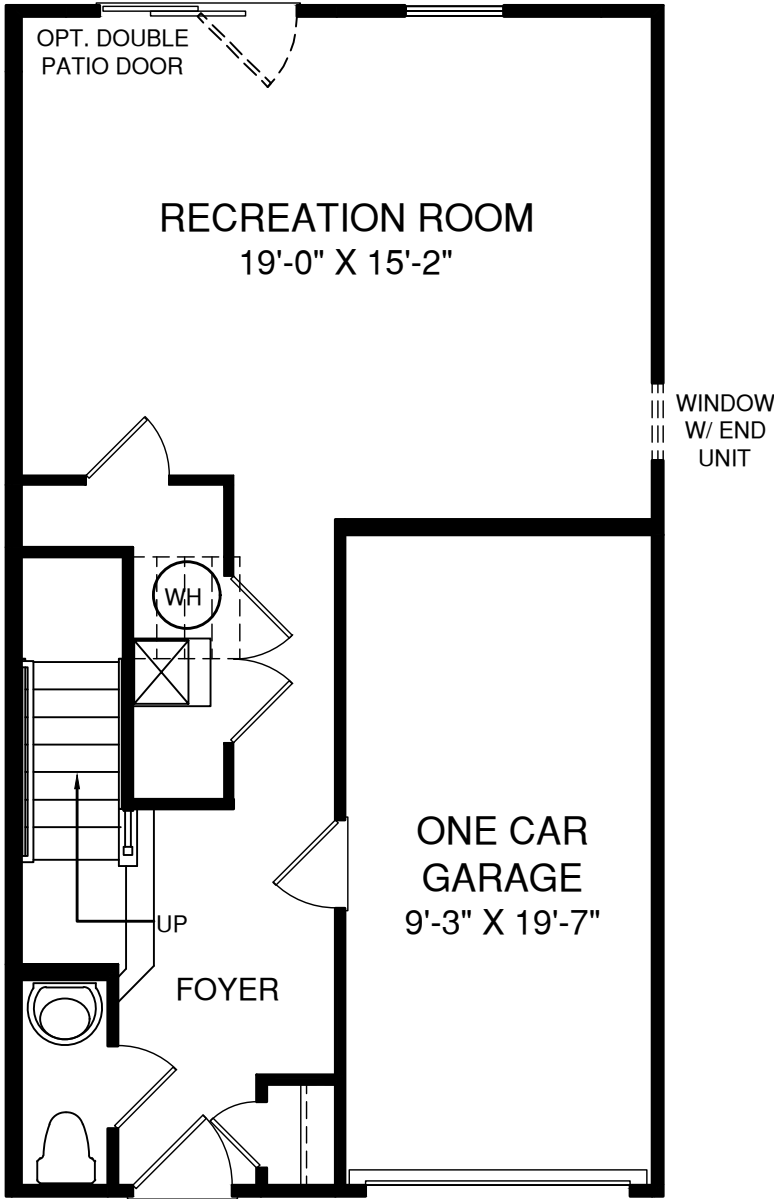 OPT. DOUBLE
PATIO DOOR
RECREATION ROOM
19'-0" X 15'-2"
WINDOW
W/ END
UNIT
WH
ONE CAR
GARAGE
9'-3" X 19'-7"
UP
FOYER